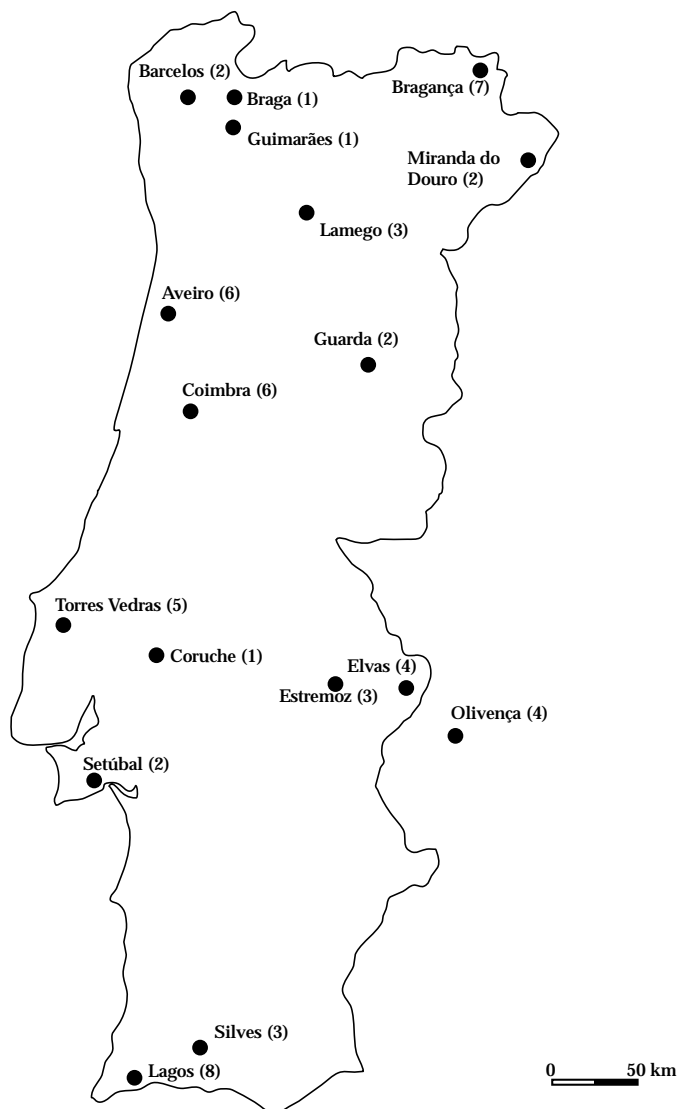 Barcelos (2)
Braga (1)
Bragança (7)
Guimarães (1)
Miranda do
Douro (2)
Lamego (3)
Aveiro (6)
Guarda (2)
Coimbra (6)
Torres Vedras (5)
Coruche (1)
Elvas (4)
Estremoz (3)
Olivença (4)
Setúbal (2)
Silves (3)
Lagos (8)
0 50 km